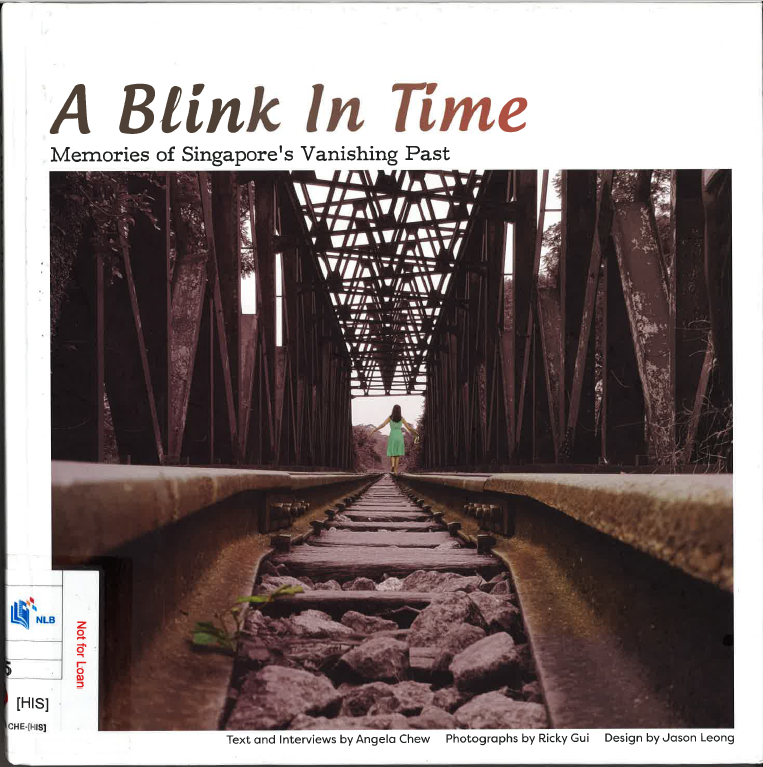 A Blink In Time
Memories of Singapore's Vanishing Past
NLB
Not for Loan
[HIS]
CHE-[HIS]
Text and Interviews by Angela Chew Photographs by Ricky Gui Design by Jason Leong